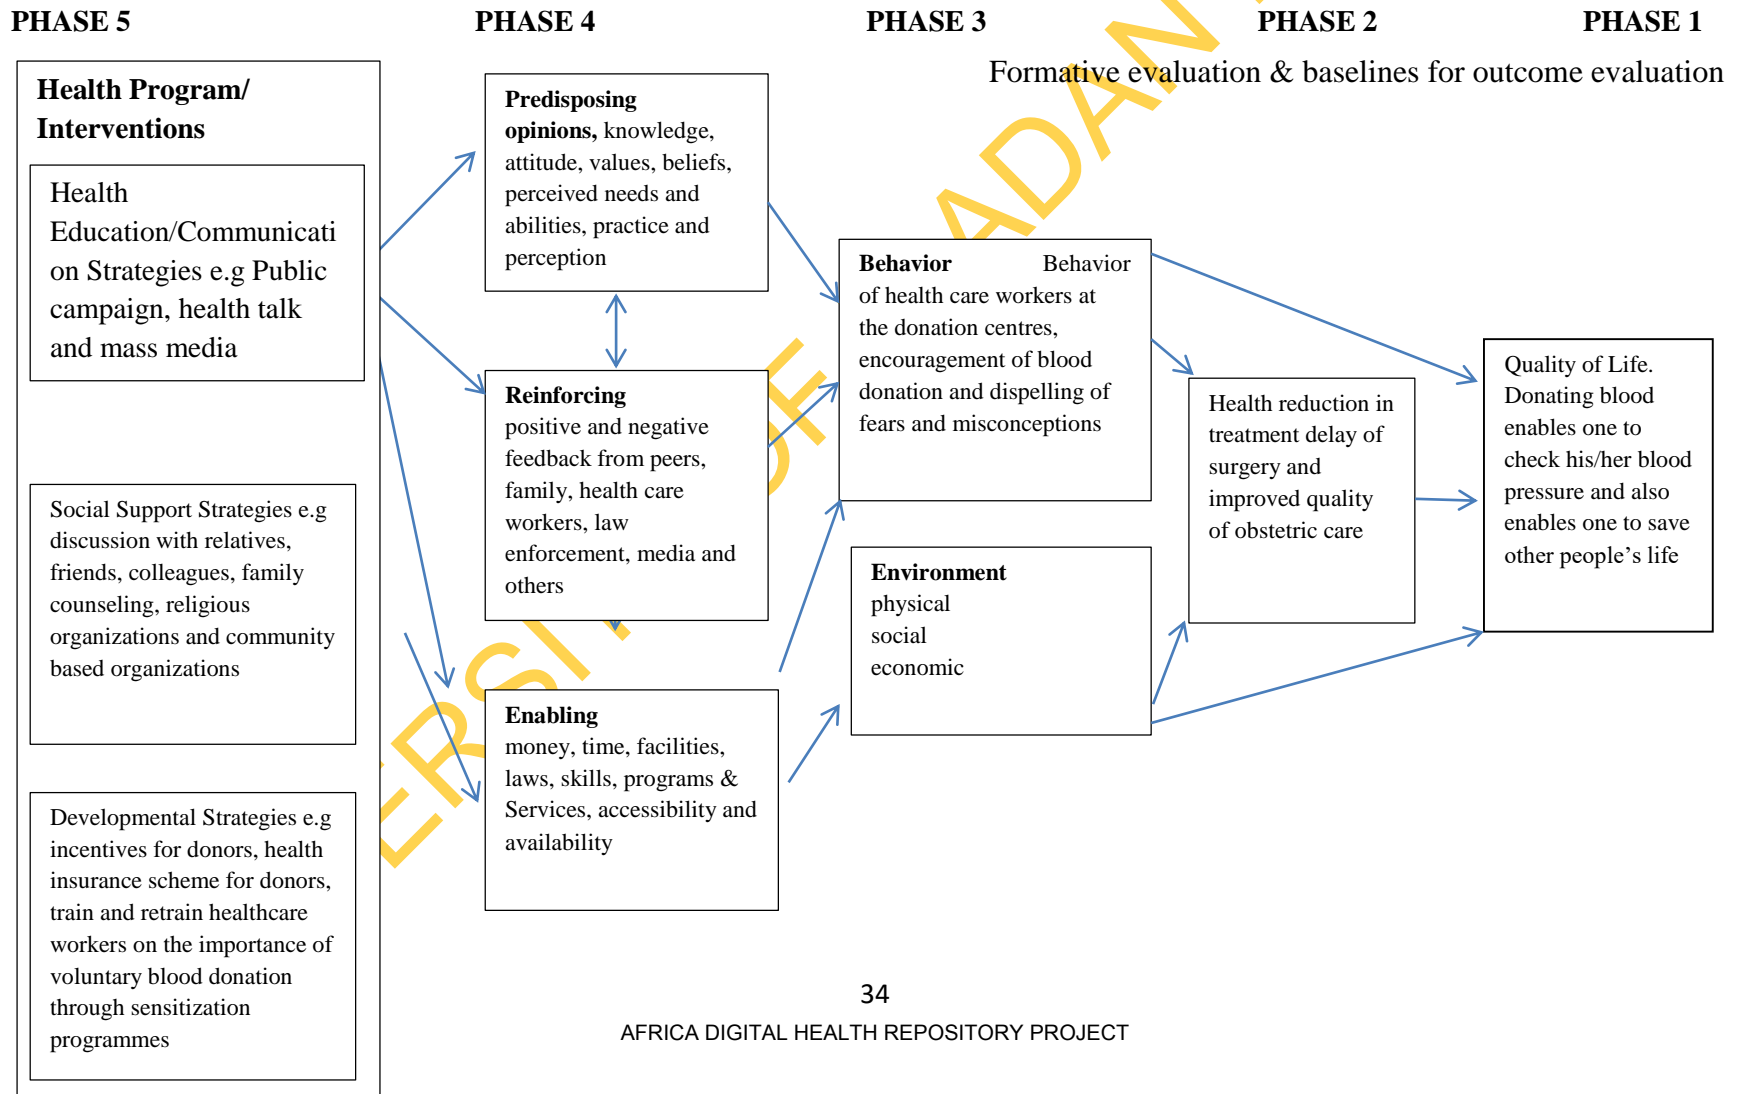 PHASE 5 PHASE 4 PHASE 3 PHASE 2 PHASE 1
Formative evaluation & baselines for outcome evaluation
Health Program/
Interventions
Health
Education/Communicati
on Strategies e.g Public
campaign, health talk
and mass media
Social Support Strategies e.g
discussion with relatives,
friends, colleagues, family
counseling, religious
organizations and community
based organizations
Developmental Strategies e.g
incentives for donors, health
insurance scheme for donors,
train and retrain healthcare
workers on the importance of
voluntary blood donation
through sensitization
programmes
Predisposing
opinions, knowledge,
attitude, values, beliefs,
perceived needs and
abilities, practice and
perception
Reinforcing
positive and negative
feedback from peers,
family, health care
workers, law
enforcement, media and
others
Enabling
money, time, facilities,
laws, skills, programs &
Services, accessibility and
availability
Behavior Behavior
of health care workers at
the donation centres,
encouragement of blood
donation and dispelling of
fears and misconceptions
Environment
physical
social
economic
Health reduction in
treatment delay of
surgery and
improved quality
of obstetric care
Quality of Life.
Donating blood
enables one to
check his/her blood
pressure and also
enables one to save
other people’s life
34
AFRICA DIGITAL HEALTH REPOSITORY PROJECT